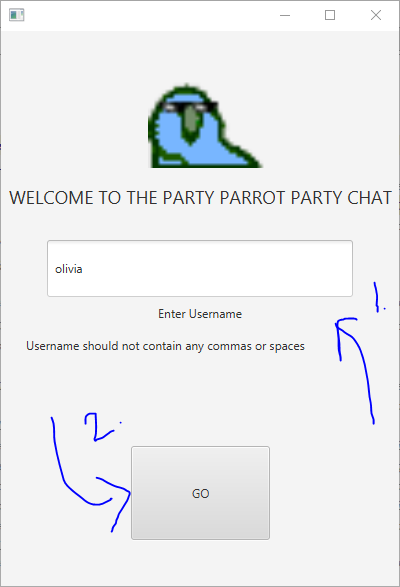 WELCOME TO THE PARTY PARROT PARTY CHAT
olivia
1.
Enter Username
Username should not contain any commas or spaces
2.
GO